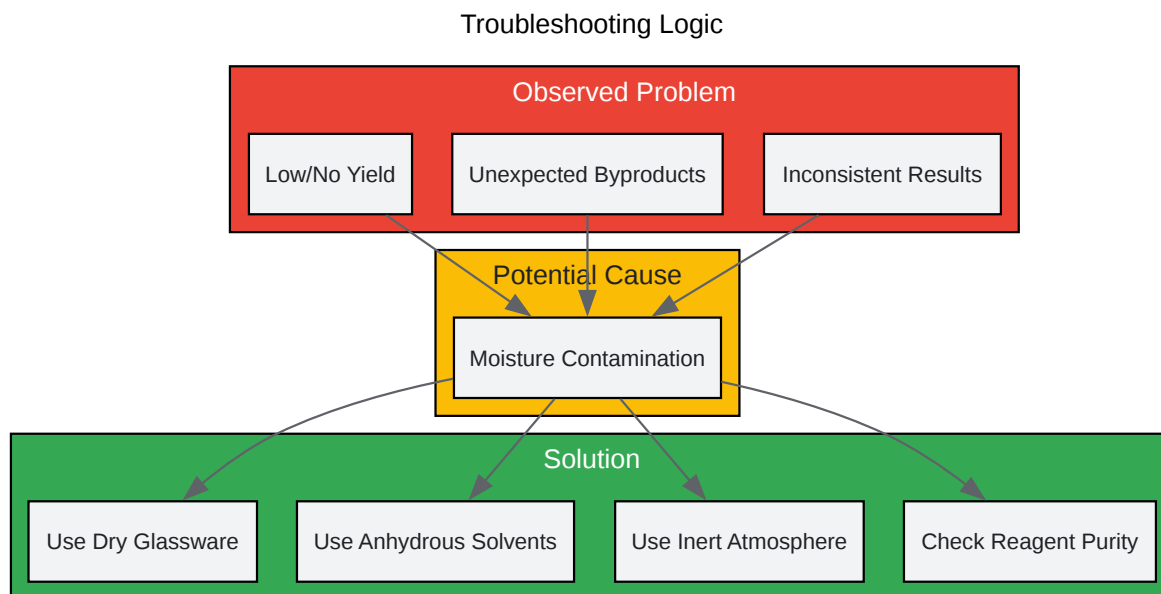 Troubleshooting Logic
Observed Problem
Low/No Yield
Unexpected Byproducts
Inconsistent Results
Potential Cause
Moisture Contamination
Solution
Use Dry Glassware
Use Anhydrous Solvents
Use Inert Atmosphere
Check Reagent Purity